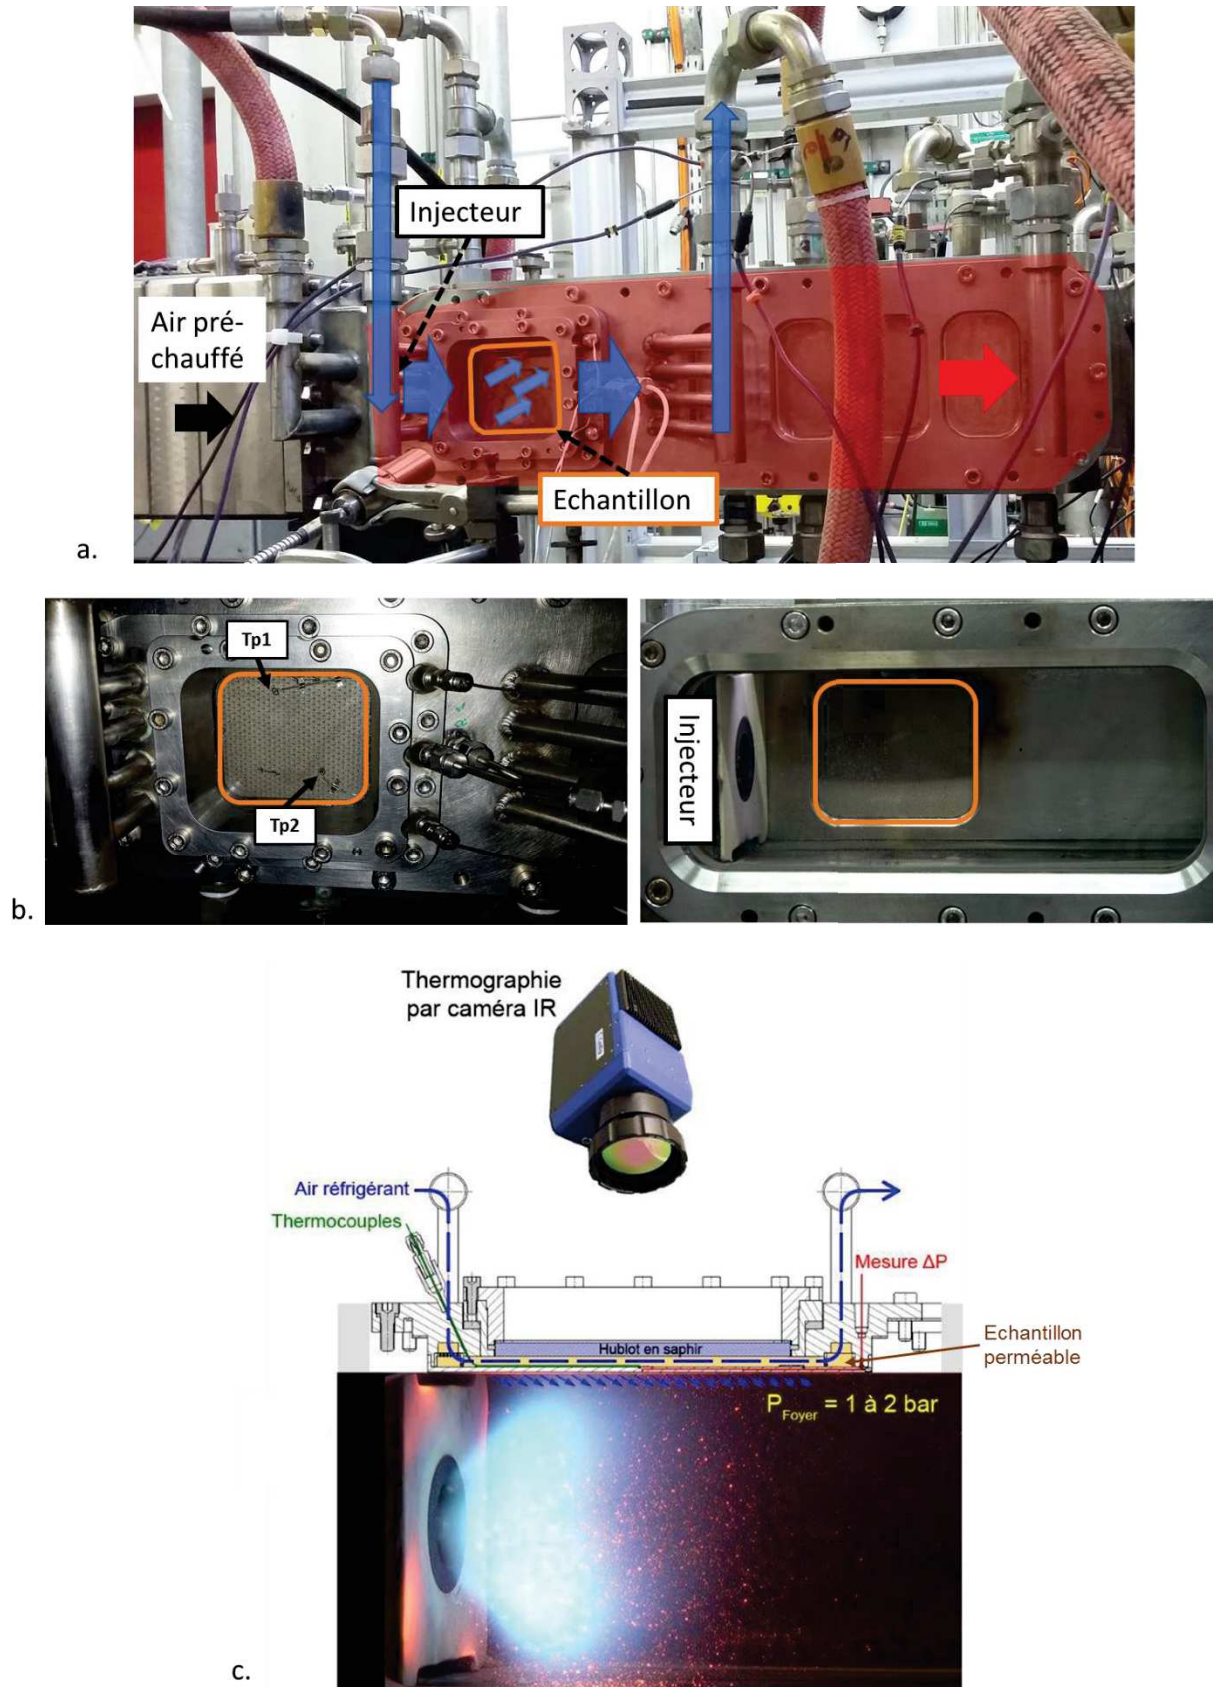 Injecteur
Air pré-
chauffé
Echantillon
a.
Tp1
Tp2
Injecteur
b.
Thermographie
par caméra IR
Air réfrigérant
Thermocouples
Mesure ΔP
Hublot en saphir
Echantillon
perméable
P Foyer = 1 à 2 bar
c.